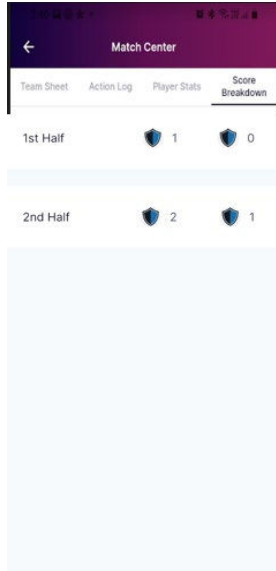 Match Center
Team Sheet Action Log Player Stats Score
Breakdown
1st Half 1 0
2nd Half 2 1